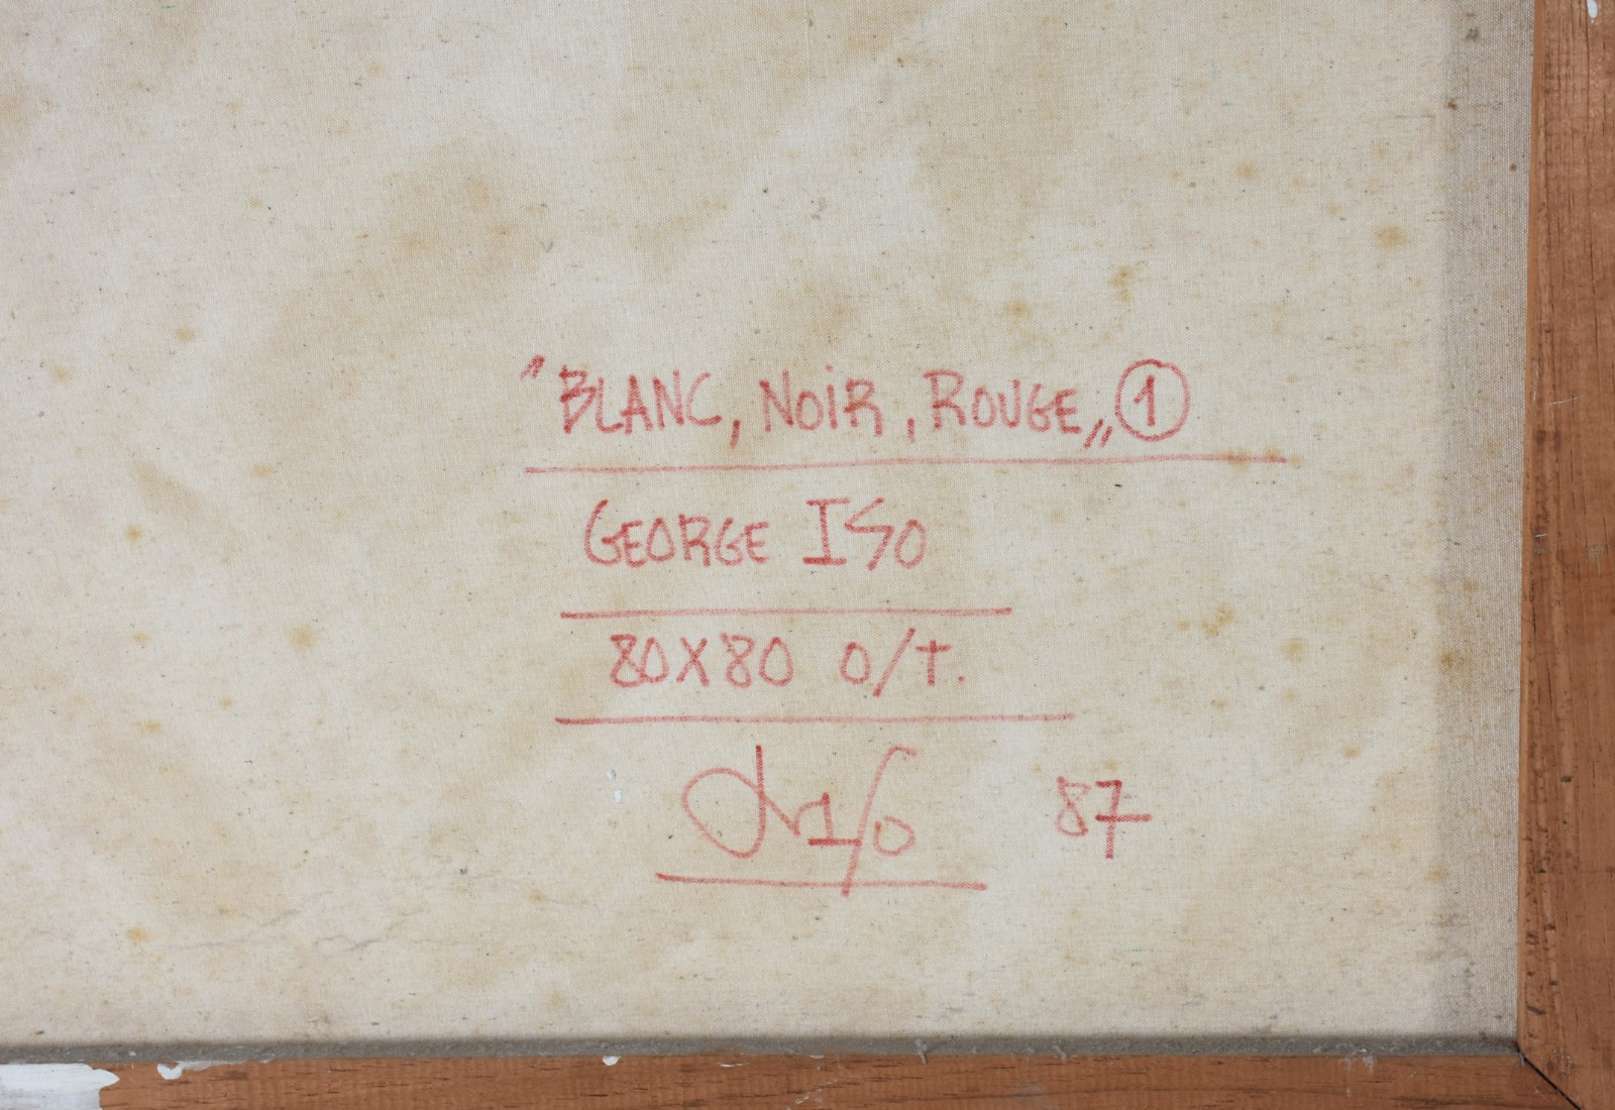 "BLANC, NOIR, ROUGE„ ①
GEORGE ISO
80X80 O/T.
87